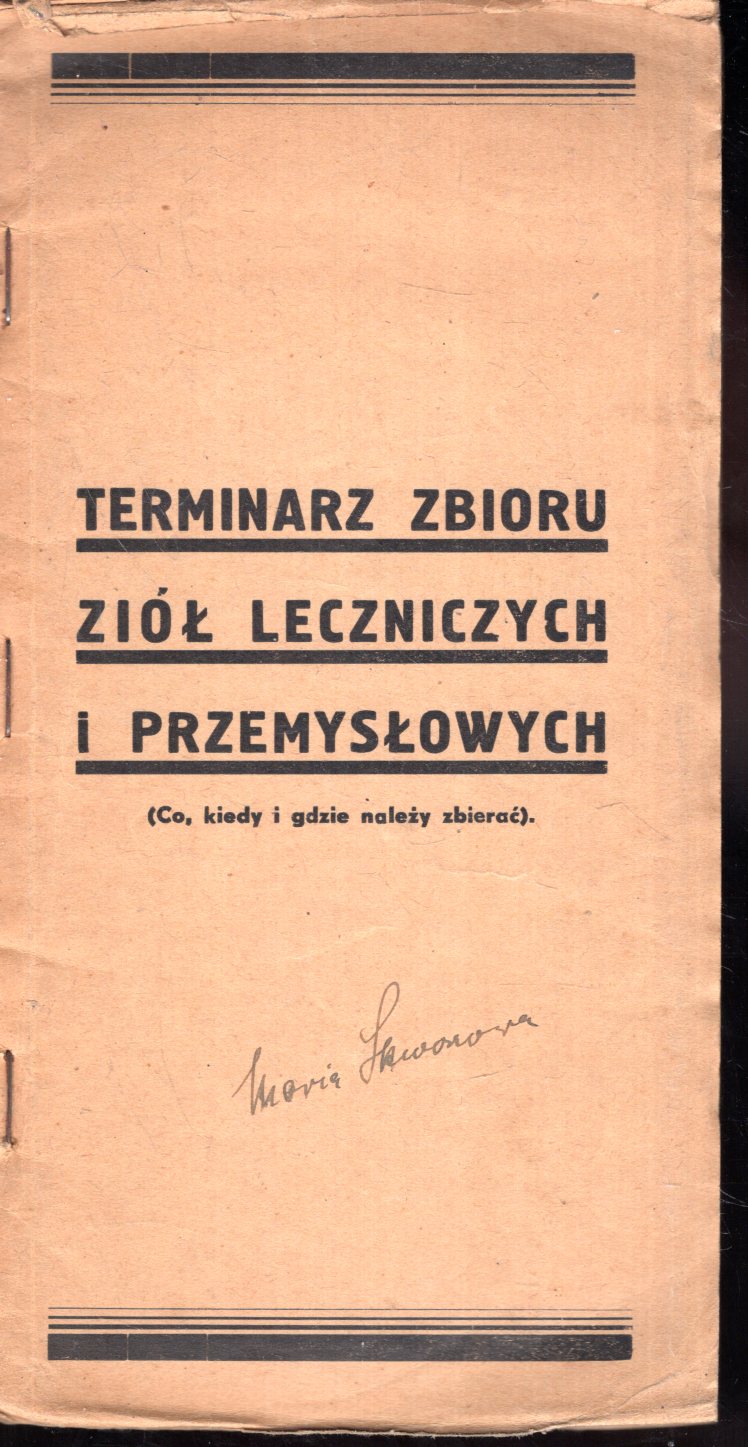 TERMINARZ ZBIORU
ZIÓŁ LECZNICZYCH
i PRZEMYSŁOWYCH
(Co, kiedy i gdzie należy zbierać).
Maria